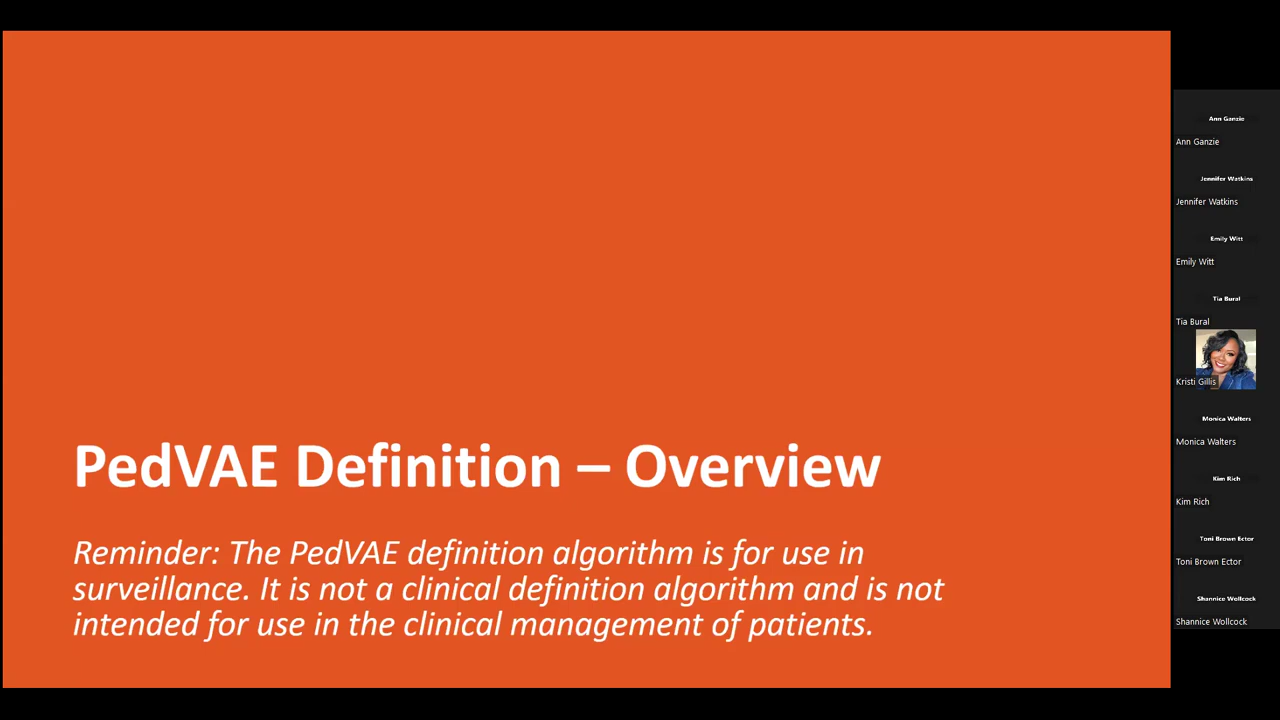 PedVAE Definition – Overview
Reminder: The PedVAE definition algorithm is for use in
surveillance. It is not a clinical definition algorithm and is not
intended for use in the clinical management of patients.
Ann Ganzie
Ann Ganzie
Jennifer Watkins
Jennifer Watkins
Emily Witt
Emily Witt
Tia Bural
Tia Bural
Kristi Gillis
Monica Walters
Monica Walters
Kim Rich
Kim Rich
Toni Brown Ector
Toni Brown Ector
Shannice Wollcock
Shannice Wollcock